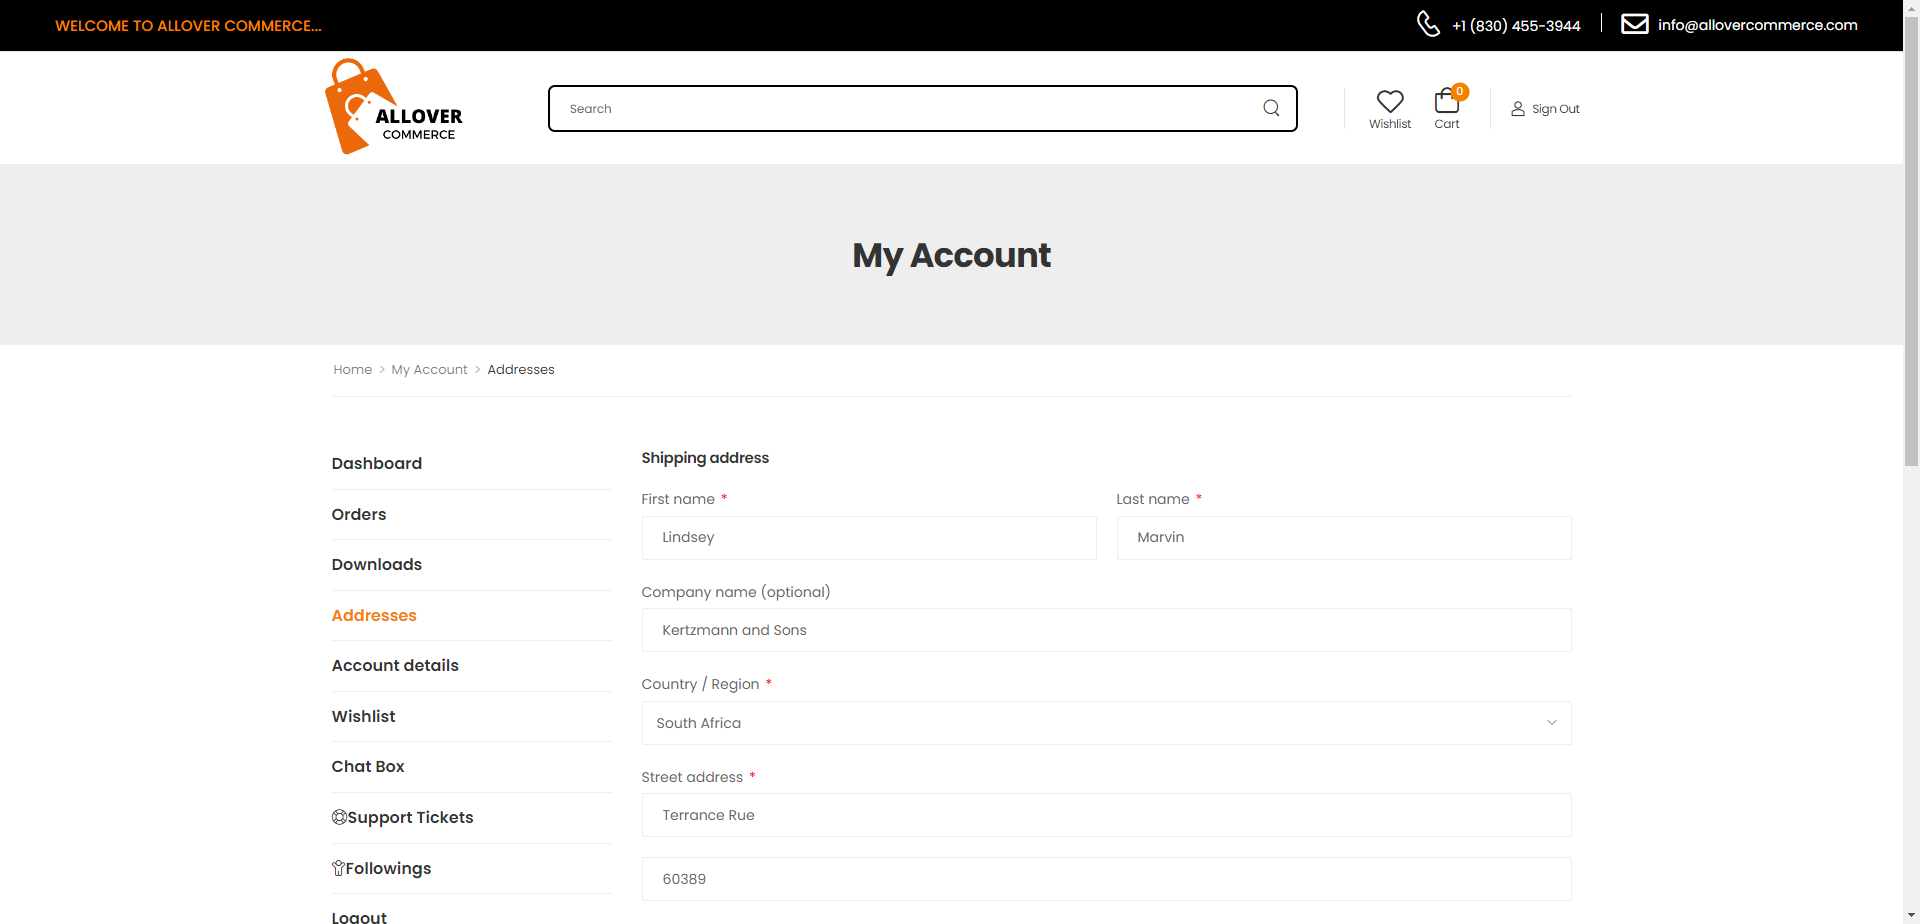 WELCOME TO ALLOVER COMMERCE...
+1 (830) 455-3944
info@allovercommerce.com
ALLOVER
COMMERCE
Search
Wishlist
0
Cart
Sign Out
My Account
Home > My Account > Addresses
Dashboard
Orders
Downloads
Addresses
Account details
Wishlist
Chat Box
Support Tickets
Followings
Logout
Shipping address
First name *
Lindsey
Last name *
Marvin
Company name (optional)
Kertzmann and Sons
Country / Region *
South Africa
Street address *
Terrance Rue
60389